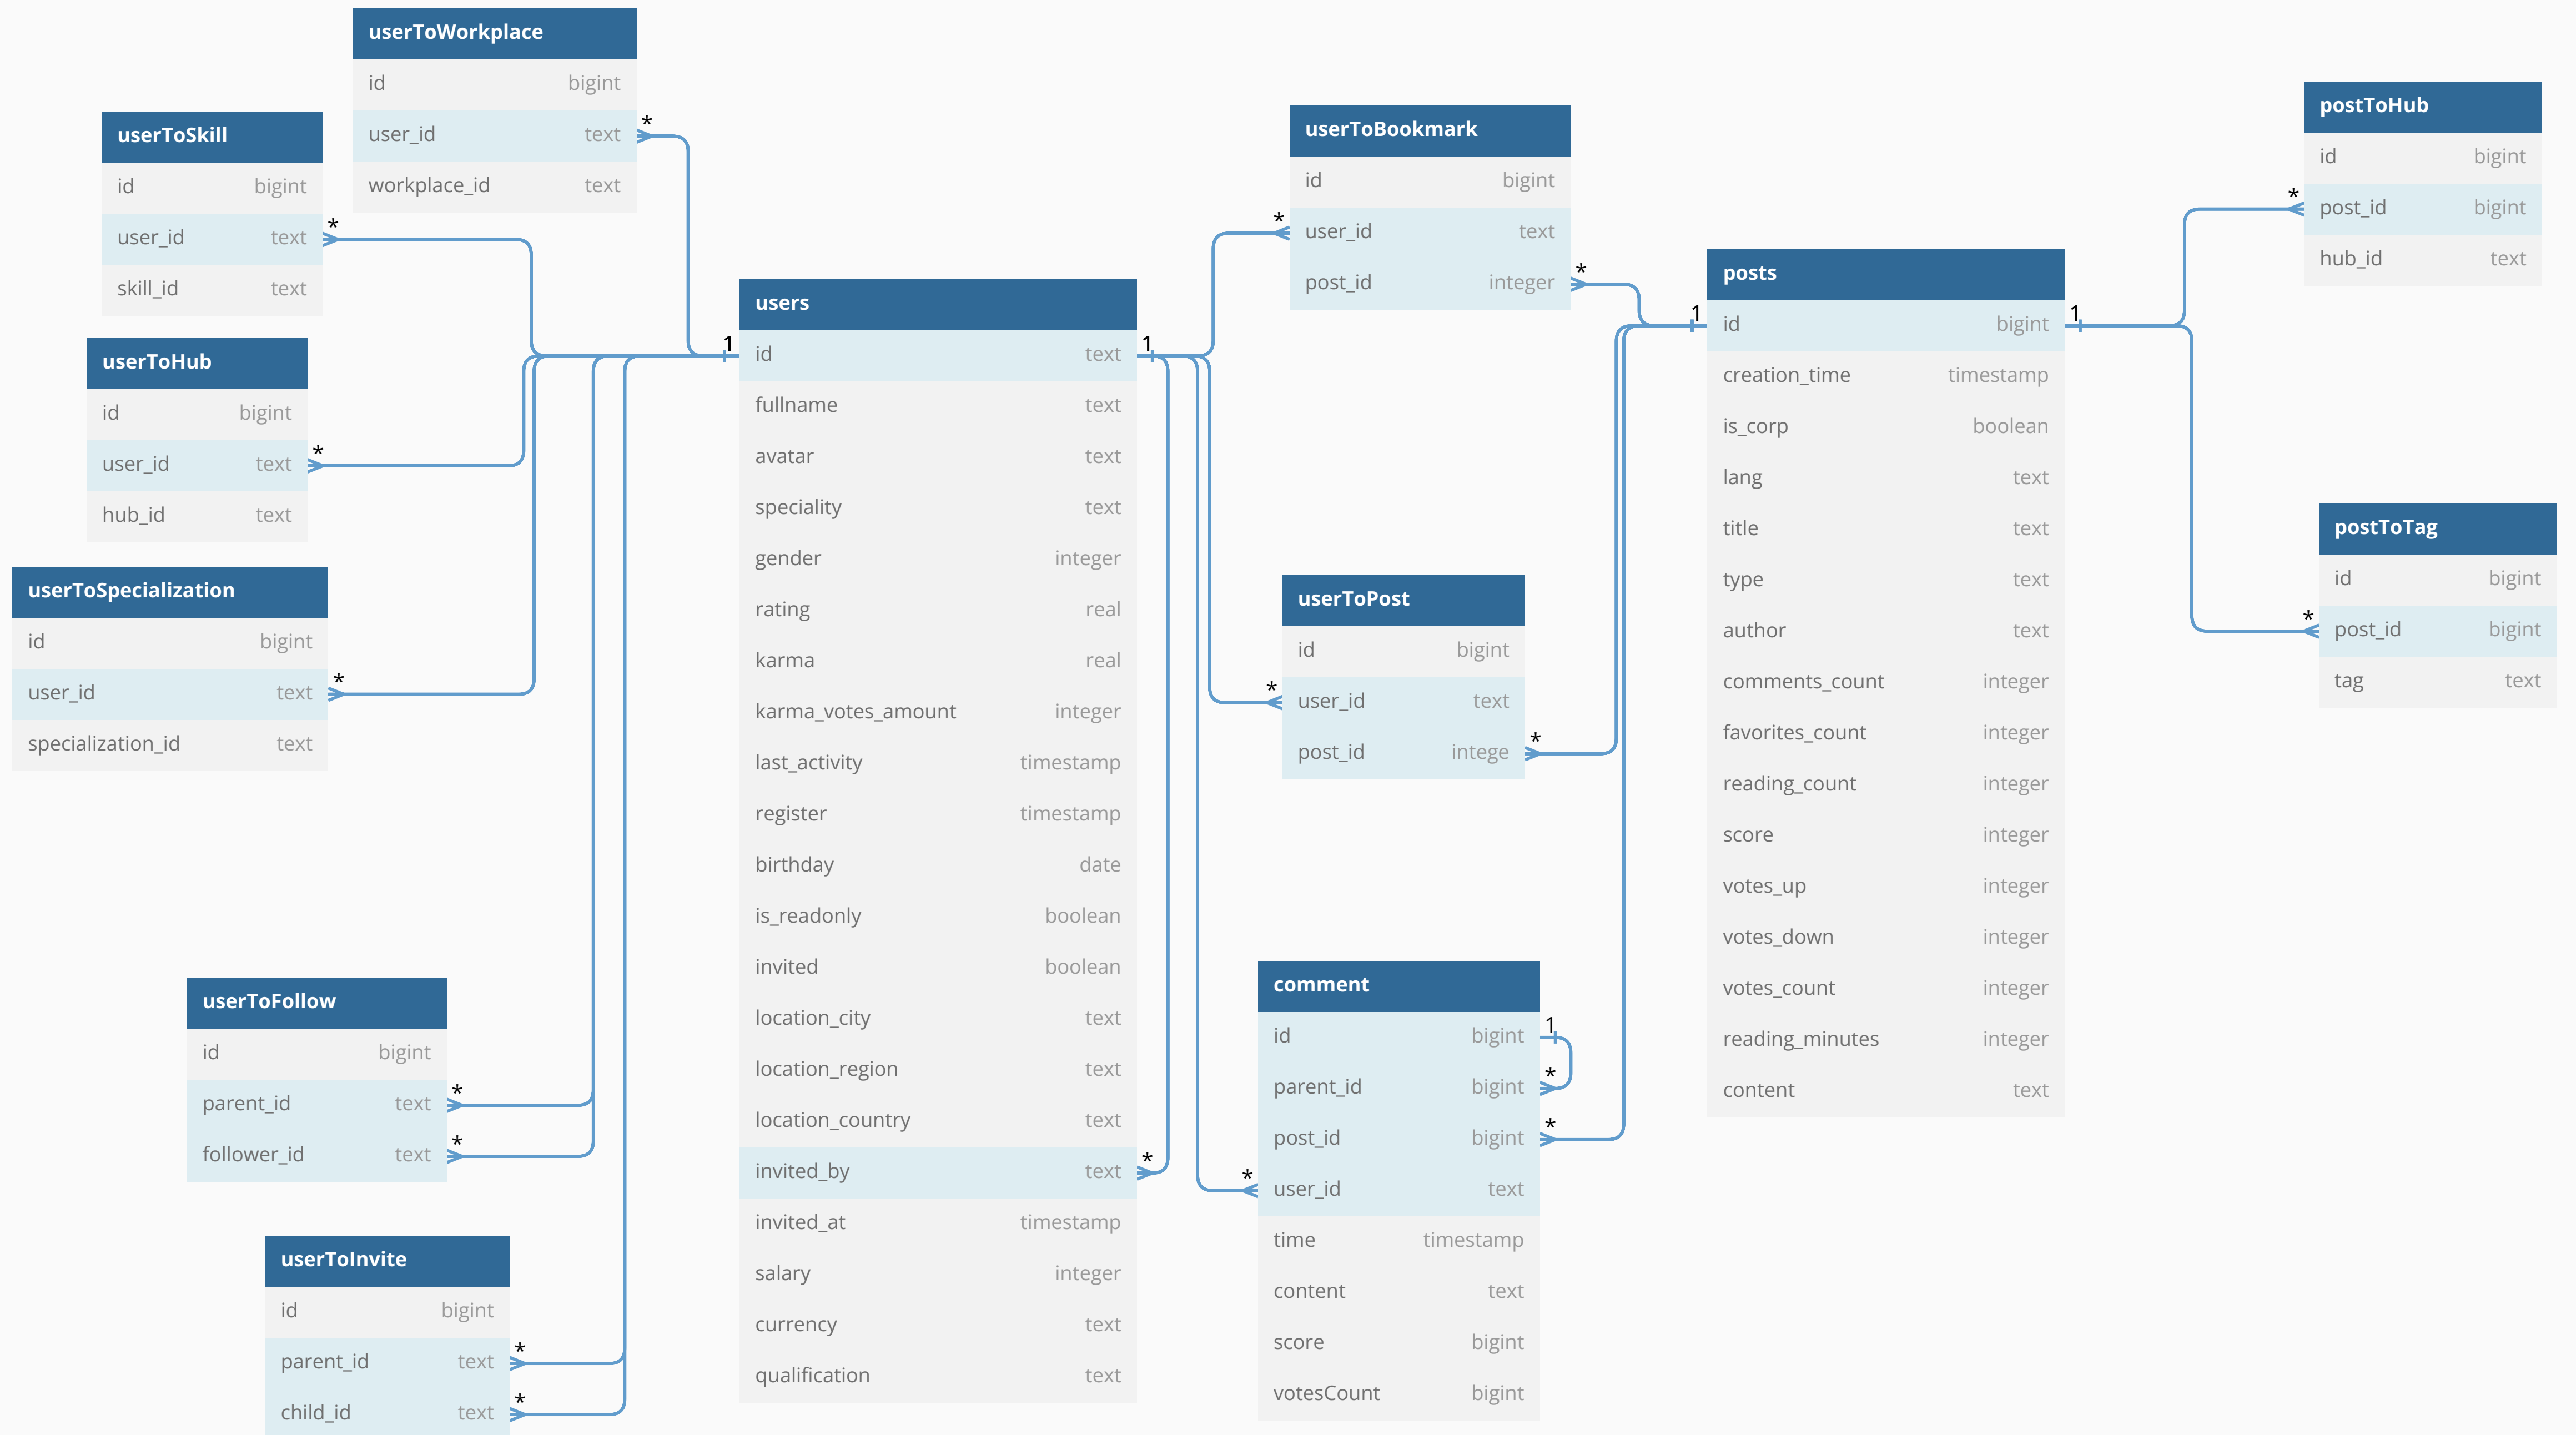 userToWorkplace
id bigint
* 
user_id text
workplace_id text
userToSkill
id bigint
*
user_id text
skill_id text
userToHub
id bigint
*
user_id text
hub_id text
userToSpecialization
id bigint
*
user_id text
specialization_id text
userToFollow
id bigint
*
parent_id text
*
follower_id text
userToInvite
id bigint
*
parent_id text
*
child_id text
users
1 1
id text
fullname text
avatar text
speciality text
gender integer
rating real
karma real
karma_votes_amount integer
last_activity timestamp
register timestamp
birthday date
is_readonly boolean
invited boolean
location_city text
location_region text
location_country text
*
invited_by text
invited_at timestamp
salary integer
currency text
qualification text
userToBookmark
id bigint
*
user_id text
*
post_id integer
userToPost
id bigint
*
user_id text
*
post_id intege
comment
1
id bigint
*
parent_id bigint
*
post_id bigint
*
user_id text
time timestamp
content text
score bigint
votesCount bigint
posts
1 1
id bigint
creation_time timestamp
is_corp boolean
lang text
title text
type text
author text
comments_count integer
favorites_count integer
reading_count integer
score integer
votes_up integer
votes_down integer
votes_count integer
reading_minutes integer
content text
postToHub
id bigint
*
post_id bigint
hub_id text
postToTag
id bigint
*
post_id bigint
tag text